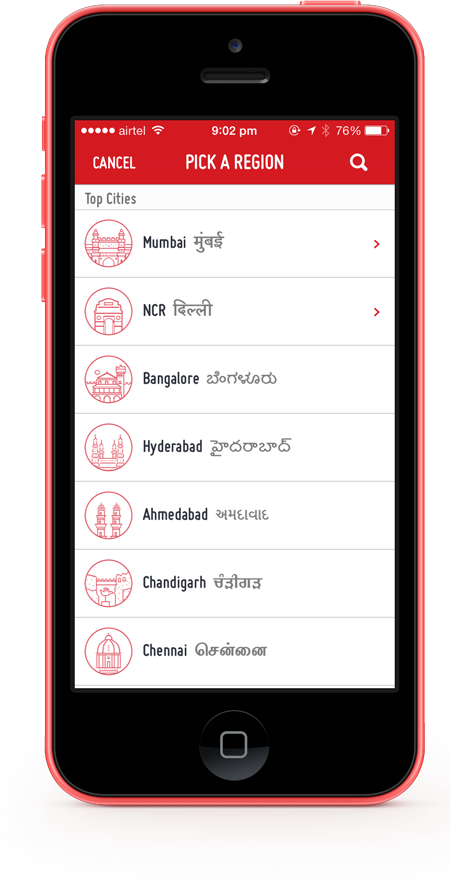 airtel 9:02 pm 76%
CANCEL PICK A REGION
Top Cities
Mumbai मुंबई
NCR दिल्ली
Bangalore ಬೆಂಗಳೂರು
Hyderabad హైదరాబాద్
Ahmedabad અમદાવાદ
Chandigarh ਚੰਡੀਗੜ
Chennai சென்னை